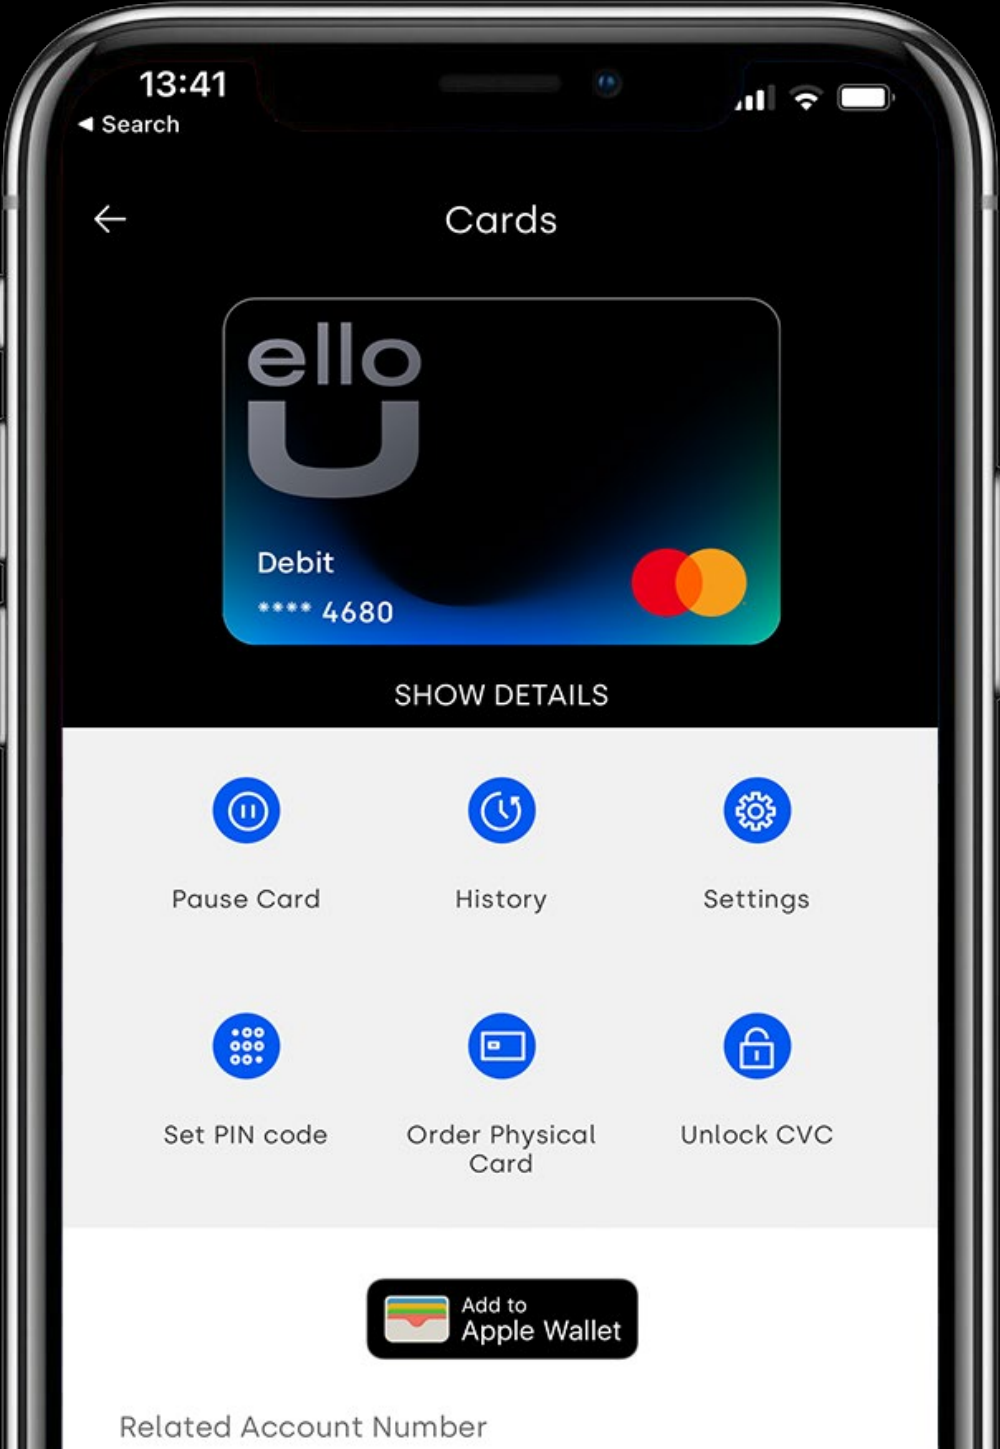 13:41
◀ Search
Cards
ello
U
Debit
**** 4680
SHOW DETAILS
Pause Card
History
Settings
Set PIN code
Order Physical
Card
Unlock CVC
Add to
Apple Wallet
Related Account Number